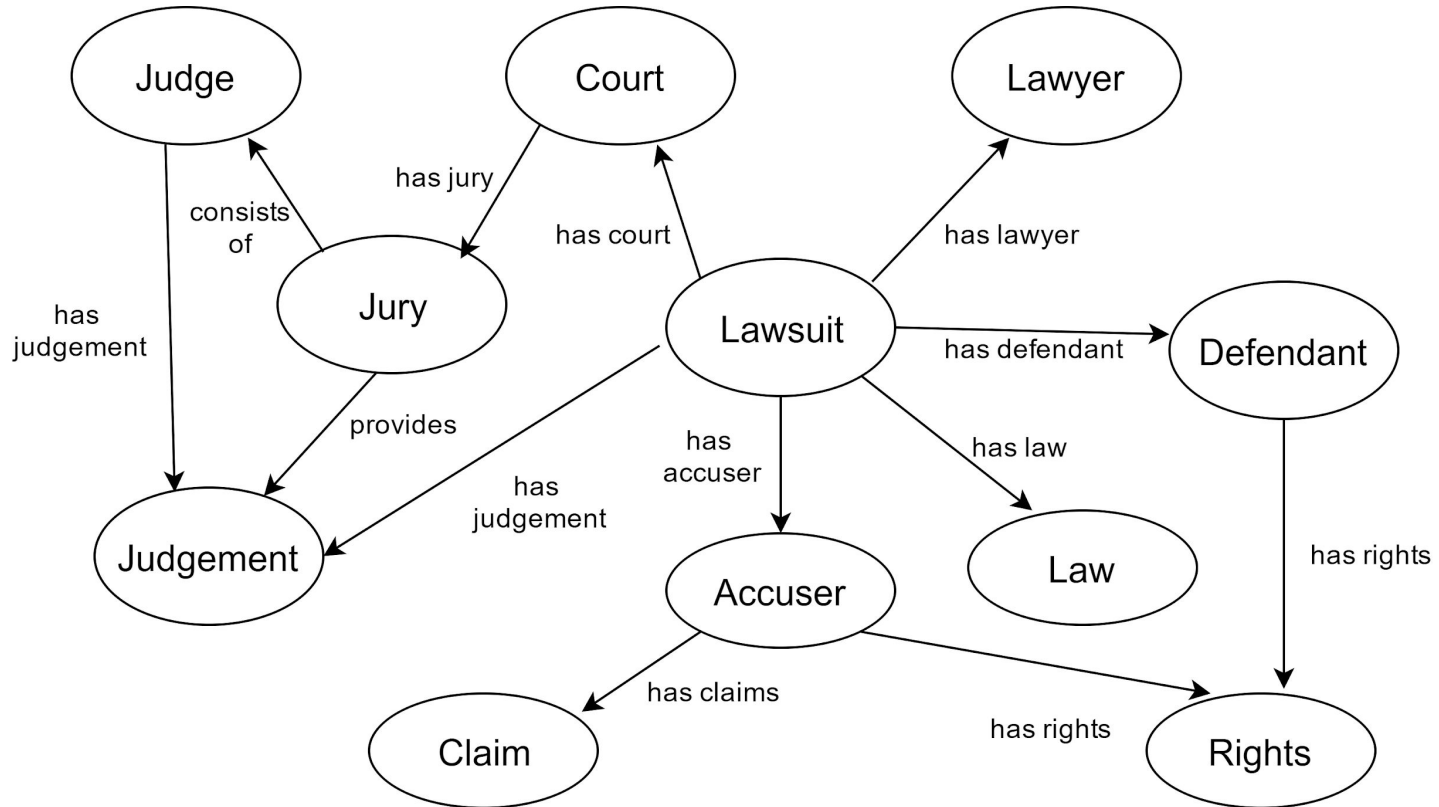 Judge
Court
Lawyer
has jury
consists
of
has court
has lawyer
Jury
has
judgement
Lawsuit
has defendant
Defendant
provides
has
accuser
has law
has
judgement
Judgement
Accuser
Law
has rights
has claims
has rights
Claim
Rights